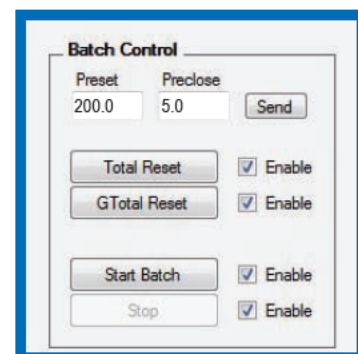 Batch Control
Preset Preclose
200.0 5.0 Send
Total Reset Enable
GTotal Reset Enable
Start Batch Enable
Stop Enable